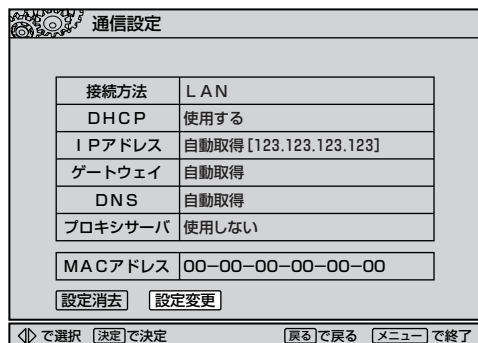 通信設定
接続方法 LAN
DHCP 使用する
IPアドレス 自動取得[123.123.123.123]
ゲートウェイ 自動取得
DNS 自動取得
プロキシサーバ 使用しない
MACアドレス 00-00-00-00-00-00
設定消去 設定変更
で選択 決定で決定 戻るで戻る メニューで終了